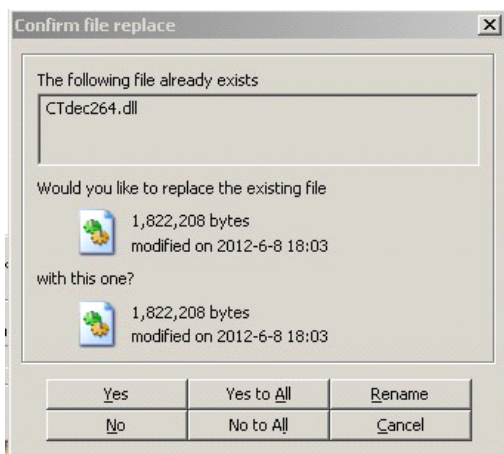 Confirm file replace
The following file already exists
CTdec264.dll
Would you like to replace the existing file
1,822,208 bytes
modified on 2012-6-8 18:03
with this one?
1,822,208 bytes
modified on 2012-6-8 18:03
Yes
Yes to All
Rename
No
No to All
Cancel